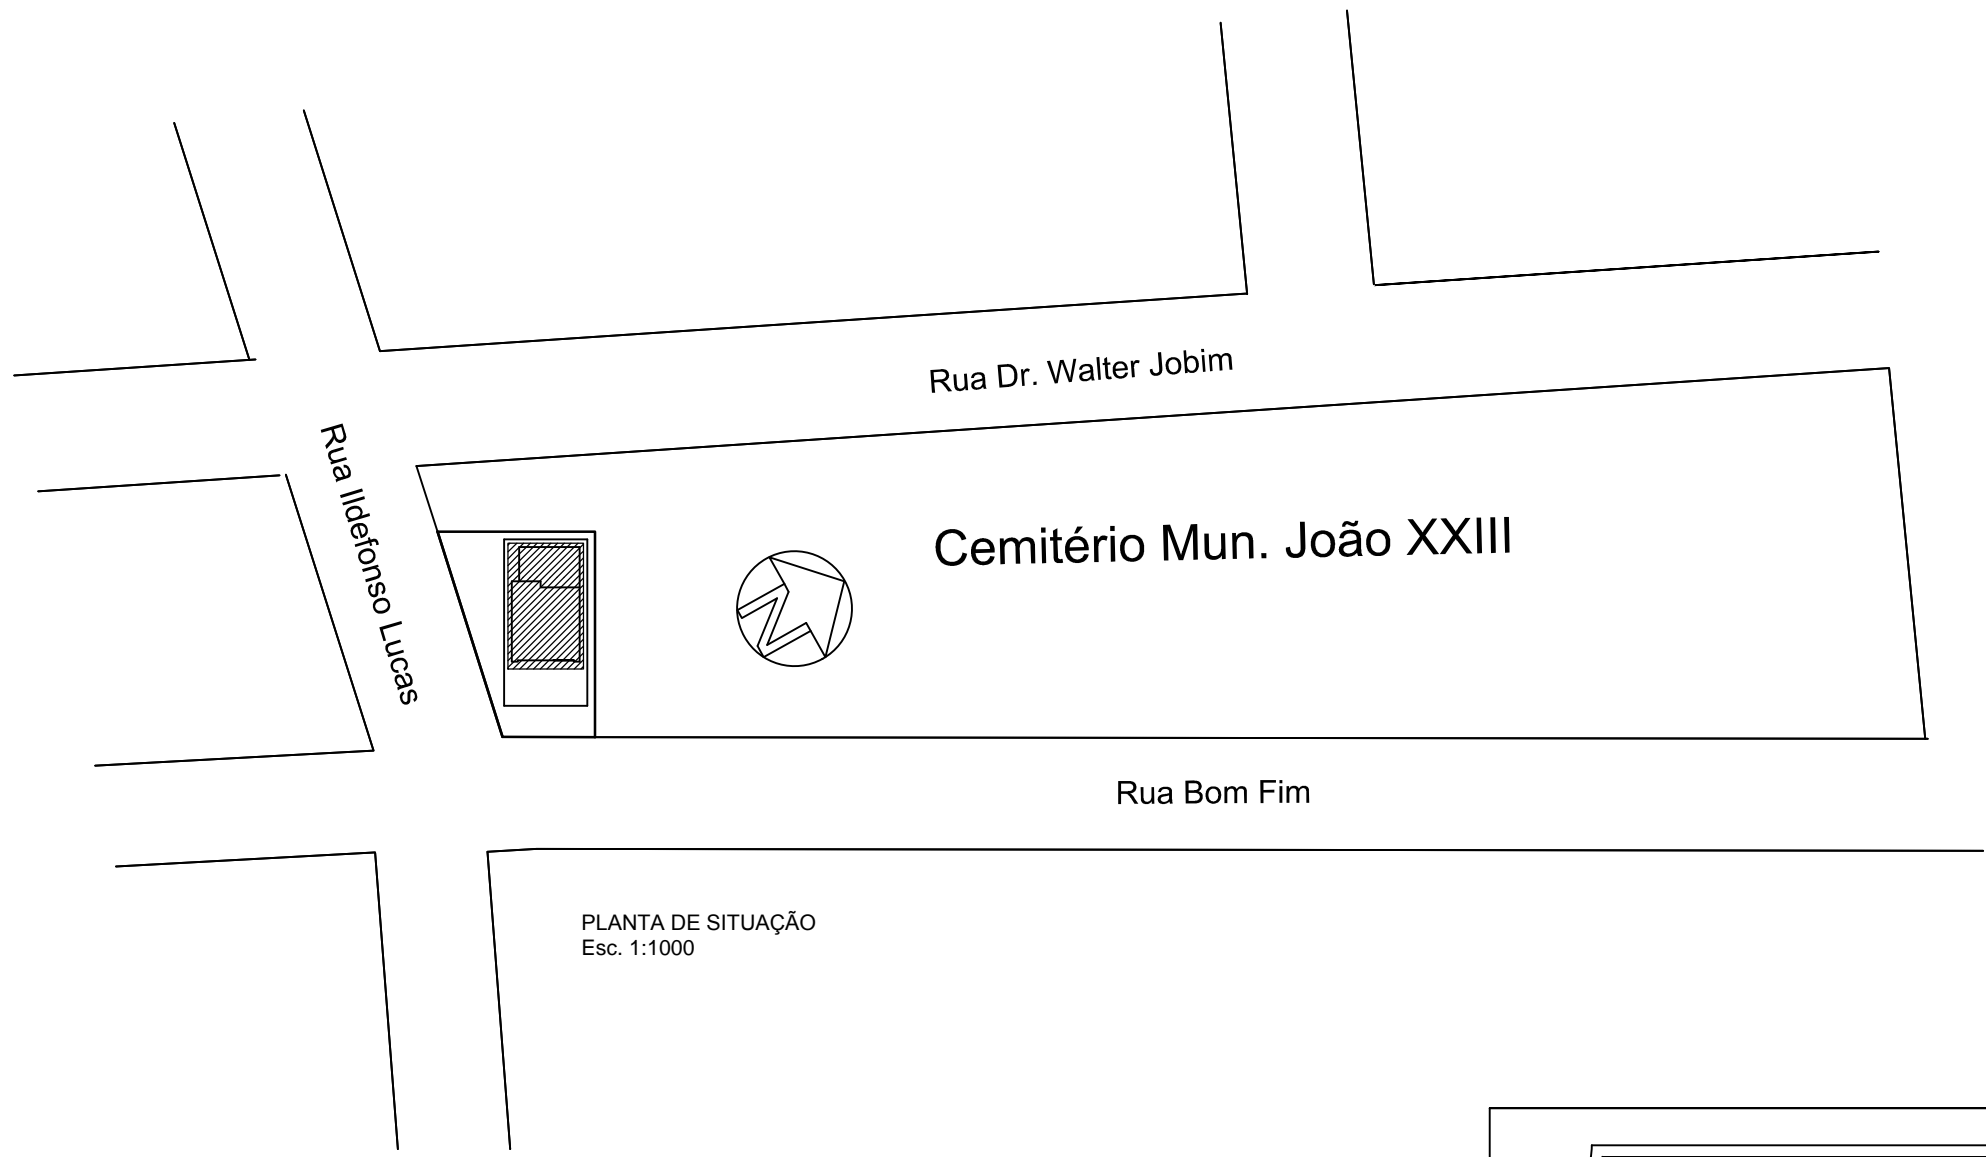 Rua Dr. Walter Jobim
Rua Ildefonso Lucas
Cemitério Mun. João XXIII
N
Rua Bom Fim
PLANTA DE SITUAÇÃO
Esc. 1:1000